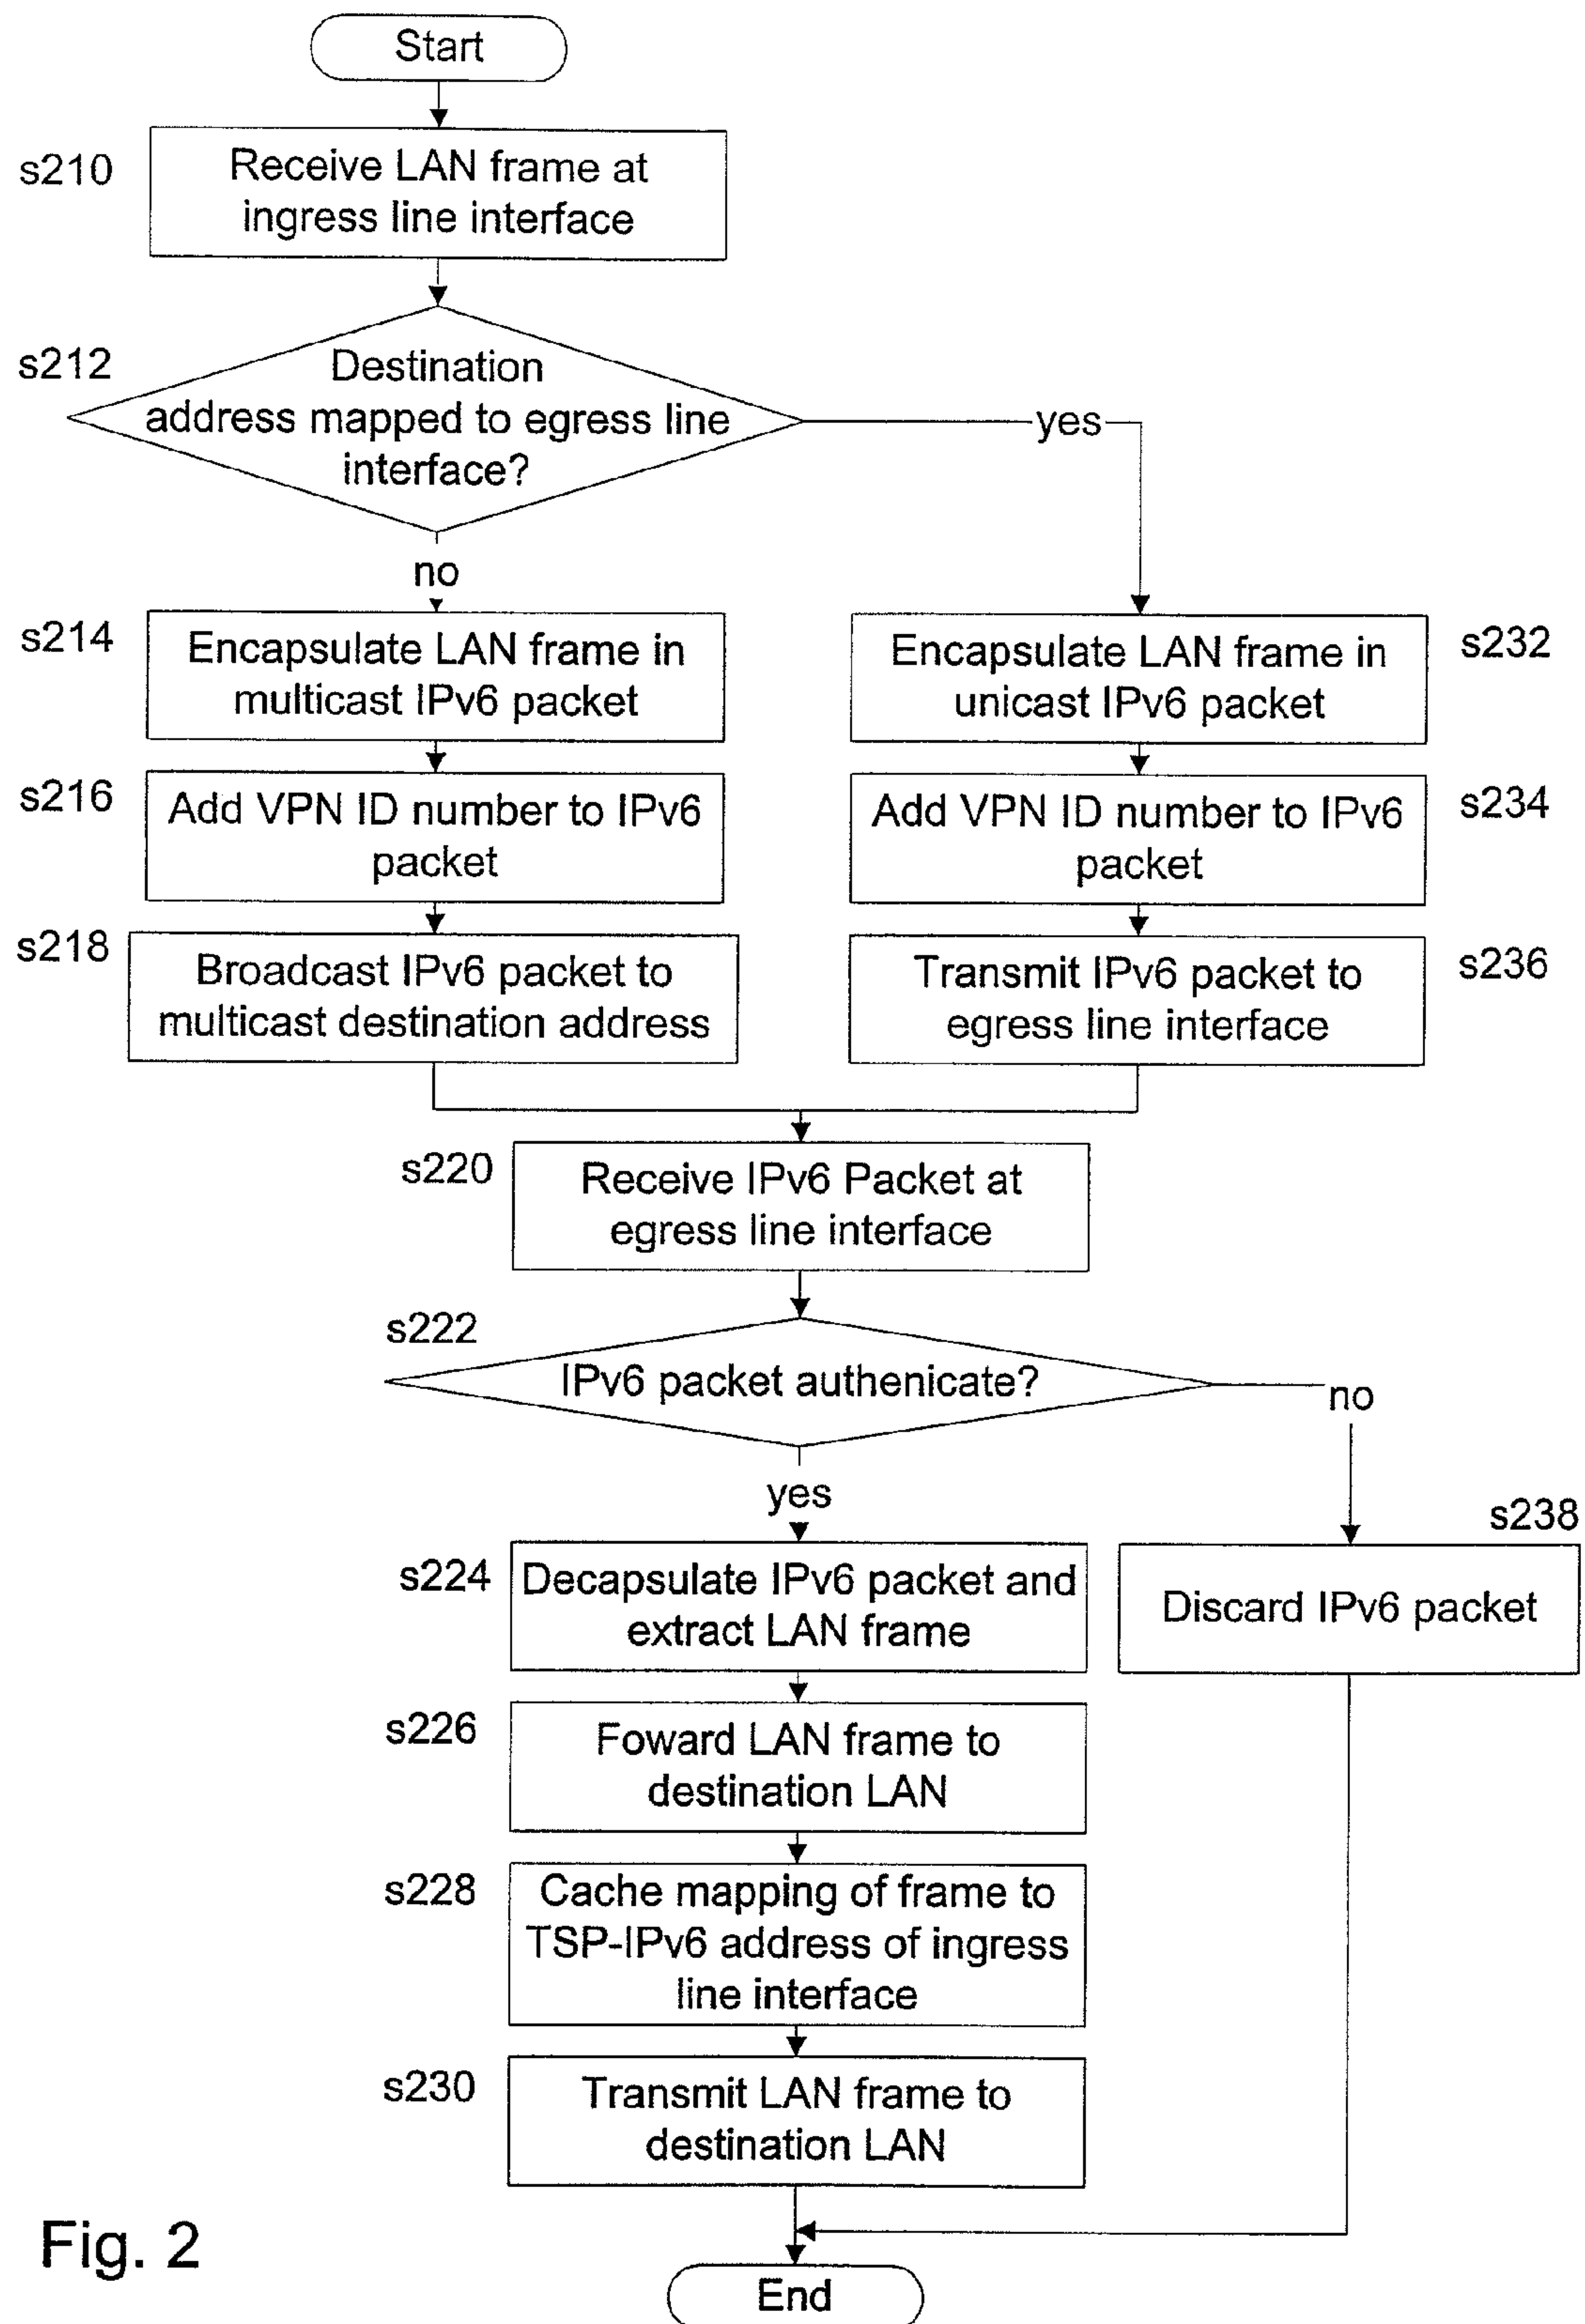 Start
s210
Receive LAN frame at
ingress line interface
s212
Destination
address mapped to egress line
interface?
yes
no
s214
Encapsulate LAN frame in
multicast IPv6 packet
s232
Encapsulate LAN frame in
unicast IPv6 packet
s216
Add VPN ID number to IPv6
packet
s234
Add VPN ID number to IPv6
packet
s218
Broadcast IPv6 packet to
multicast destination address
s236
Transmit IPv6 packet to
egress line interface
s220
Receive IPv6 Packet at
egress line interface
s222
IPv6 packet authenicate?
no
yes
s224
Decapsulate IPv6 packet and
extract LAN frame
s238
Discard IPv6 packet
s226
Foward LAN frame to
destination LAN
s228
Cache mapping of frame to
TSP-IPv6 address of ingress
line interface
s230
Transmit LAN frame to
destination LAN
Fig. 2
End